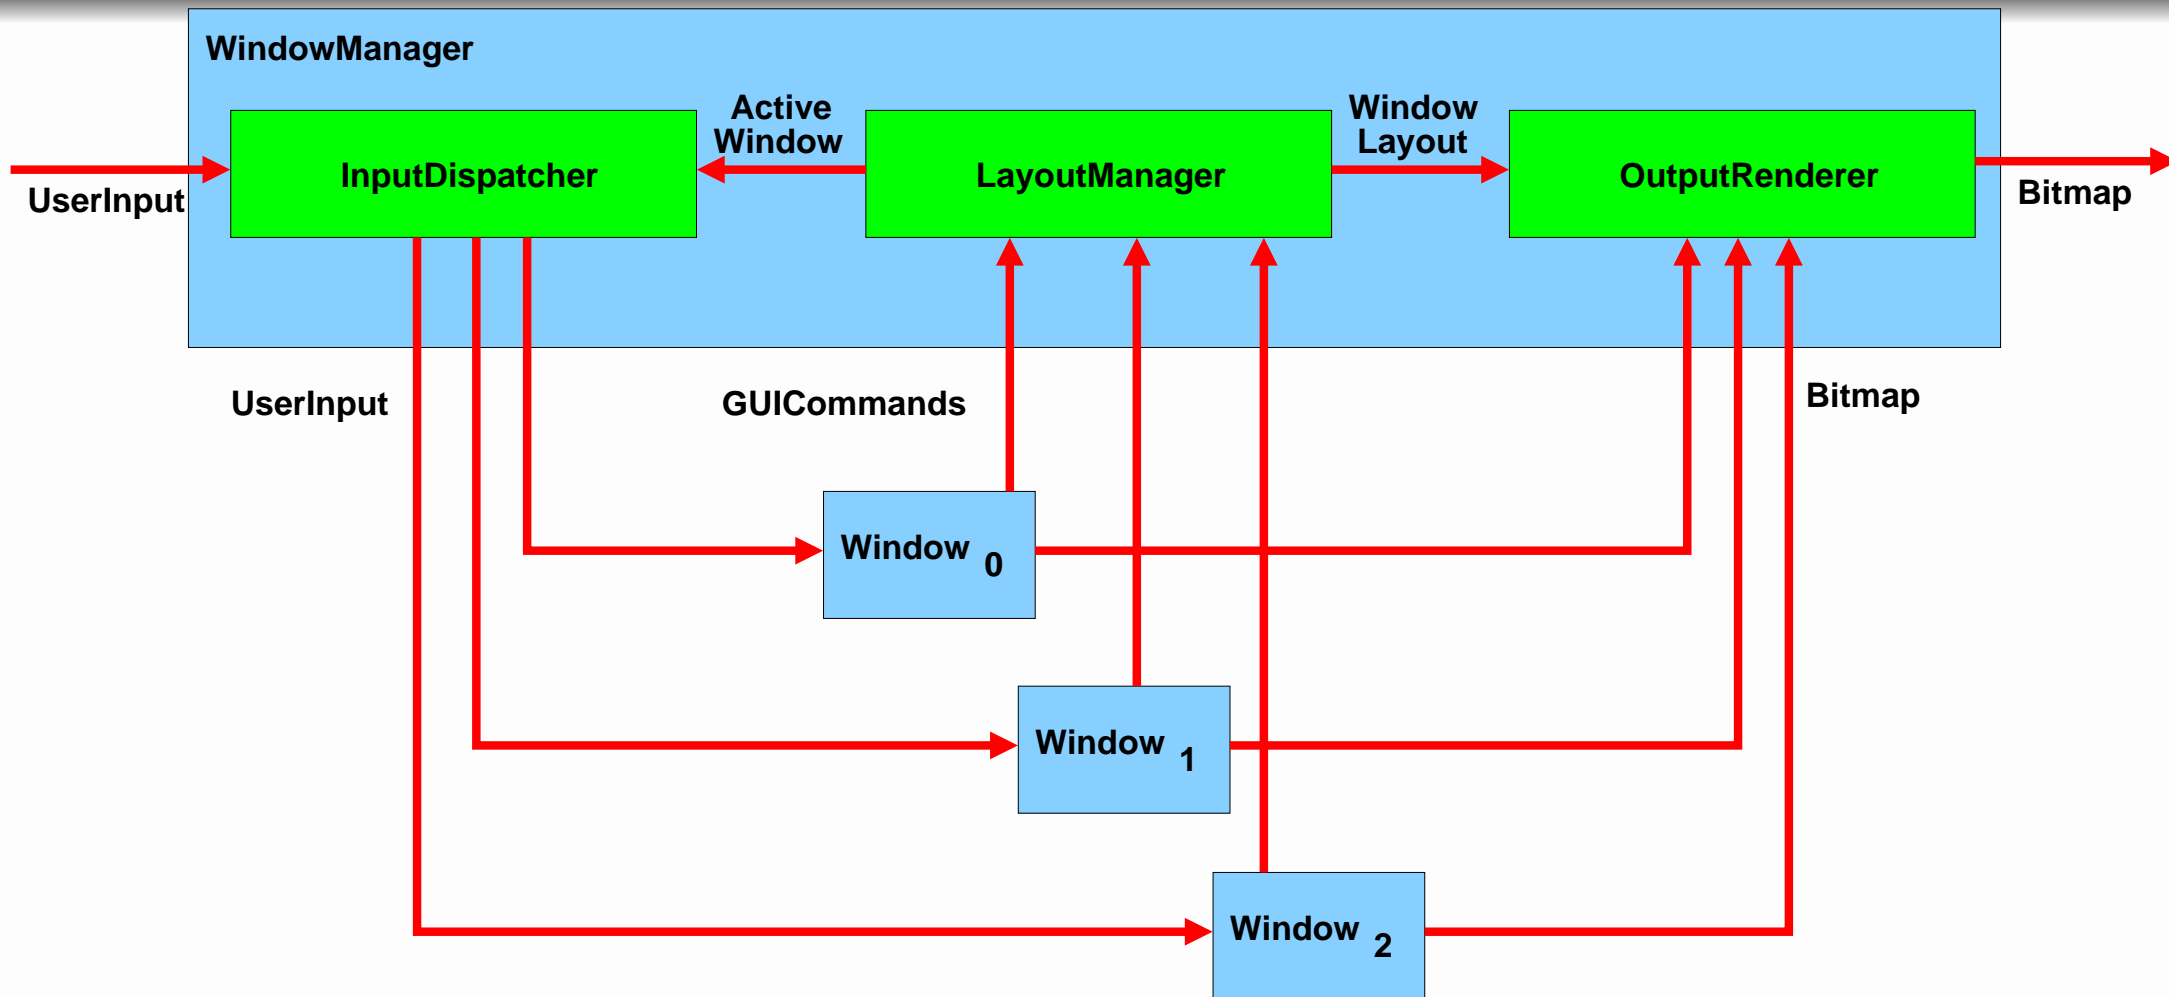 WindowManager
Active
Window
Window
Layout
InputDispatcher
LayoutManager
OutputRenderer
UserInput
Bitmap
UserInput
GUICommands
Bitmap
Window 0
Window 1
Window 2